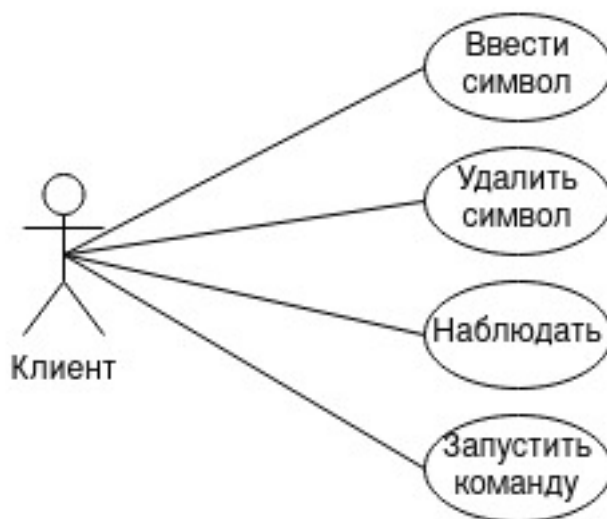 Ввести
символ
Удалить
символ
Наблюдать
Клиент
Запустить
команду